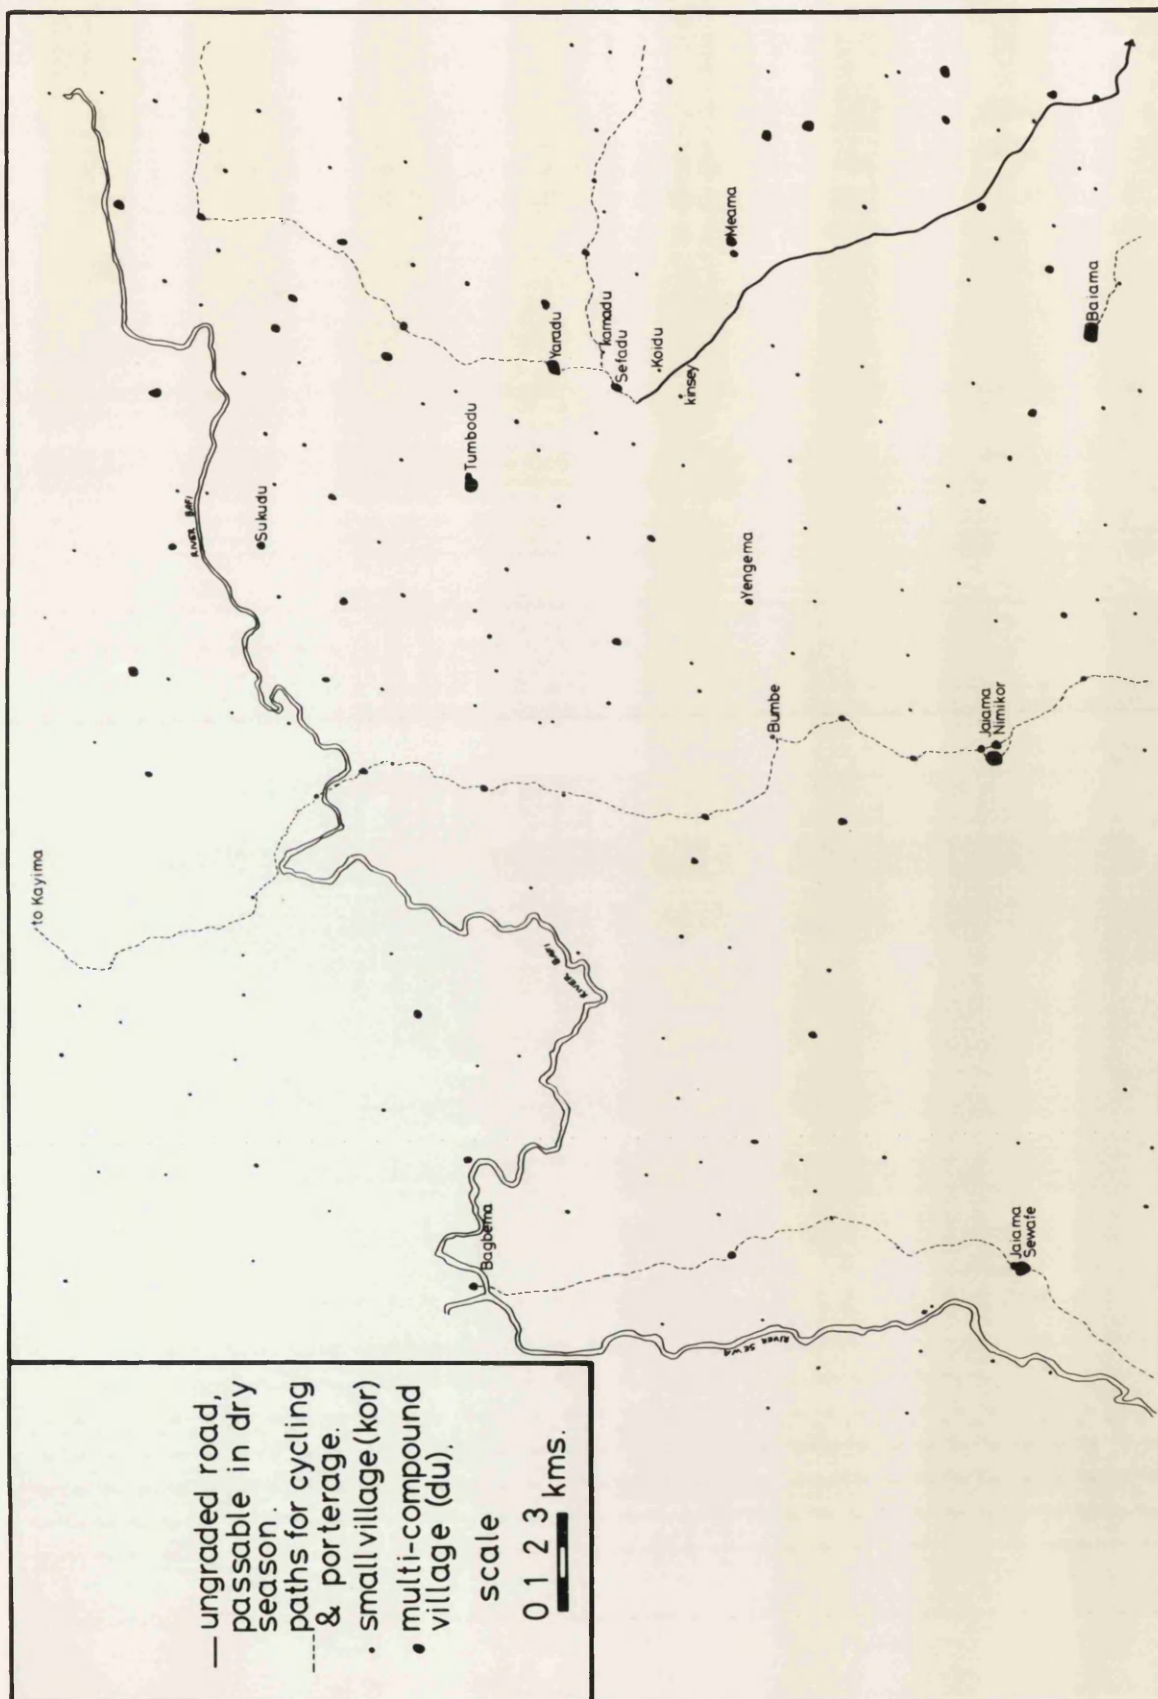 to Kayima
RIVER BAFI
Sukudu
Tumbodu
Yaradu
kamadu
Sefadu
Koidu
kinsey
Meama
Baiama
Yengema
Bumbe
Jaiama
Nimikor
RIVER BAFI
Bagbema
RIVER SEWA
Jaiama
Sewafe
— ungraded road,
passable in dry
season.
paths for cycling
& porterage.
small village (kor)
multi-compound
village (du).
scale
0 1 2 3 kms.